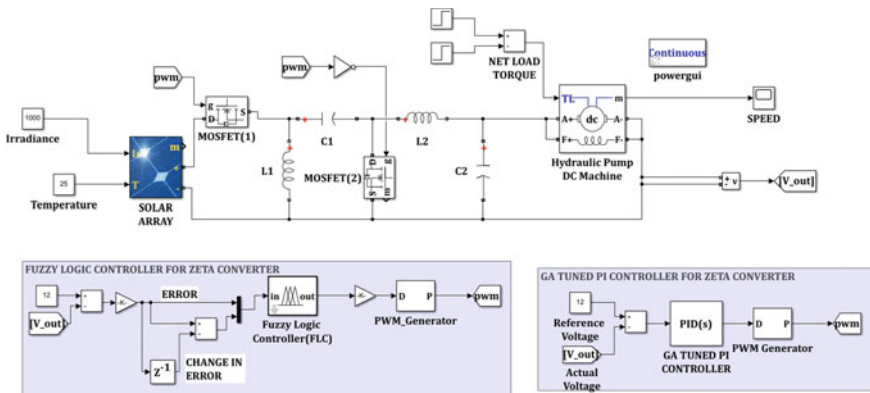 pwm
pwm
NET LOAD
TORQUE
Continuous
powergui
1000
Irradiance
g
D
S
MOSFET(1)
C1
L2
TL
m
A+
dc
A-
F+
F-
Hydraulic Pump
DC Machine
SPEED
Ir
m
+
T
-
25
Temperature
SOLAR
ARRAY
L1
MOSFET(2)
D
g
S
m
C2
+
-
v
[V_out]
FUZZY LOGIC CONTROLLER FOR ZETA CONVERTER
12
[V_out]
-K-
ERROR
in
out
Fuzzy Logic
Controller(FLC)
-K-
D
P
PWM_Generator
pwm
Z-1
CHANGE IN
ERROR
GA TUNED PI CONTROLLER FOR ZETA CONVERTER
12
Reference
Voltage
[V_out]
Actual
Voltage
PID(s)
GA TUNED PI
CONTROLLER
D
P
PWM Generator
pwm